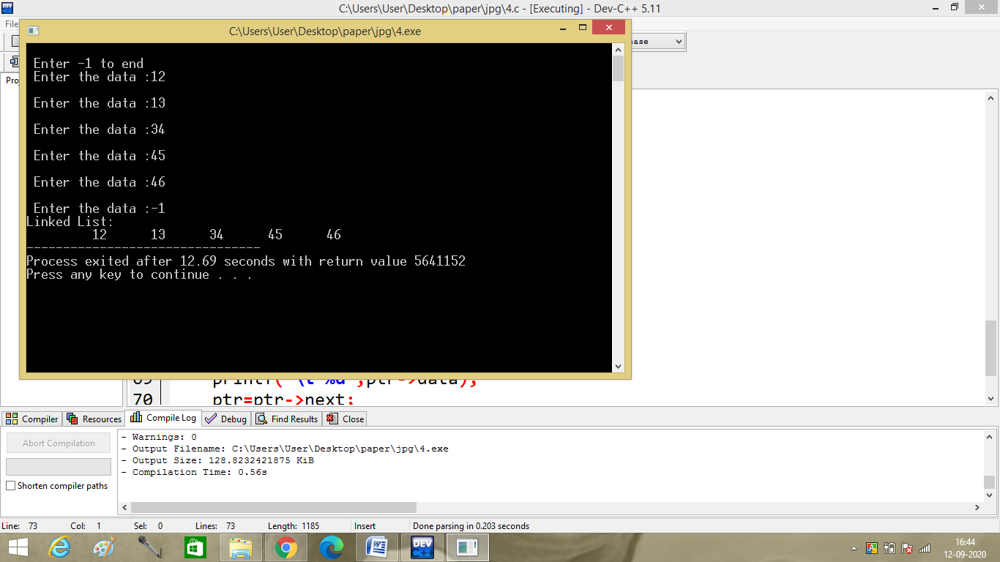 C:\Users\User\Desktop\paper\jpg\4.c - [Executing] - Dev-C++ 5.11
File
C:\Users\User\Desktop\paper\jpg\4.exe
ease
Proj
Enter -1 to end
Enter the data :12
Enter the data :13
Enter the data :34
Enter the data :45
Enter the data :46
Enter the data :-1
Linked List:
12 13 34 45 46
--------------------------------
Process exited after 12.69 seconds with return value 5641152
Press any key to continue . . .
69 printf("\t%d",ptr->data);
70 ptr=ptr->next;
Compiler Resources Compile Log Debug Find Results Close
Abort Compilation
Shorten compiler paths
- Warnings: 0
- Output Filename: C:\Users\User\Desktop\paper\jpg\4.exe
- Output Size: 128.8232421875 KiB
- Compilation Time: 0.56s
Line: 73 Col: 1 Sel: 0 Lines: 73 Length: 1185 Insert Done parsing in 0.203 seconds
DEV C++
16:44
12-09-2020